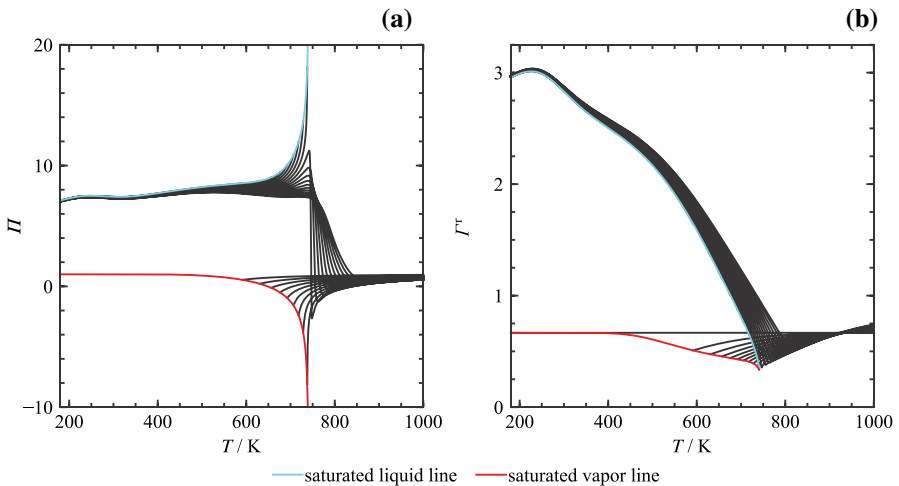 (a)
(b)
20
10
0
−10
Π
200 400 600 800 1000
T / K
3
2
1
0
Γʳ
200 400 600 800 1000
T / K
saturated liquid line saturated vapor line